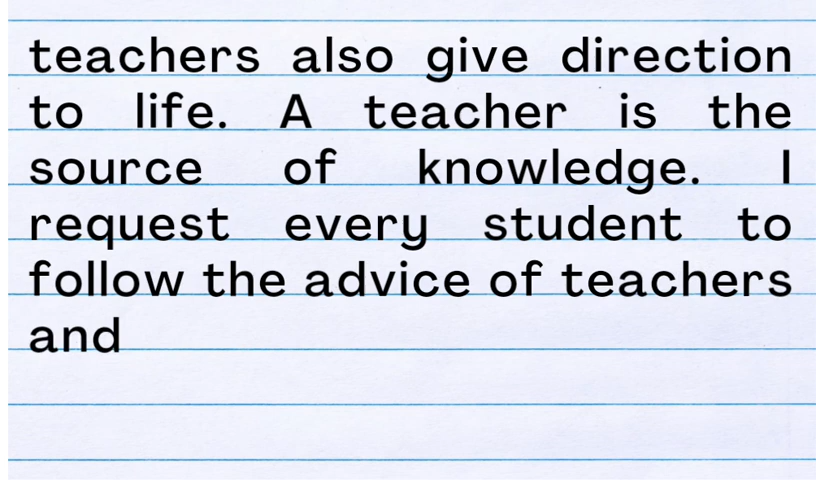 teachers also give direction
to life. A teacher is the
source of knowledge. I
request every student to
follow the advice of teachers
and